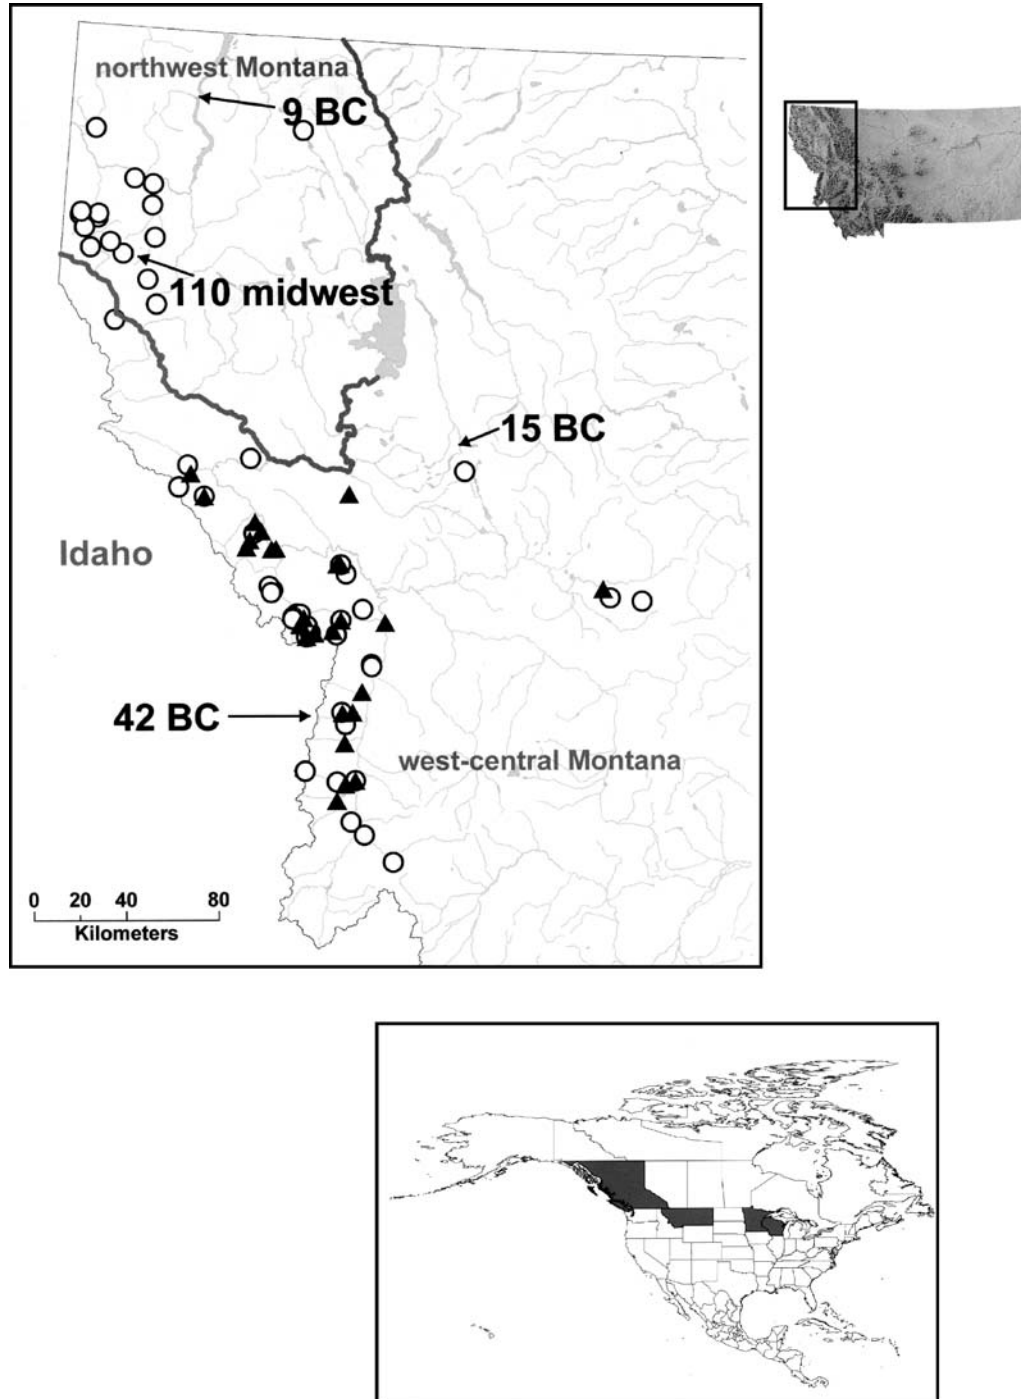 northwest Montana
9 BC
110 midwest
15 BC
Idaho
42 BC
west-central Montana
0 20 40 80
Kilometers